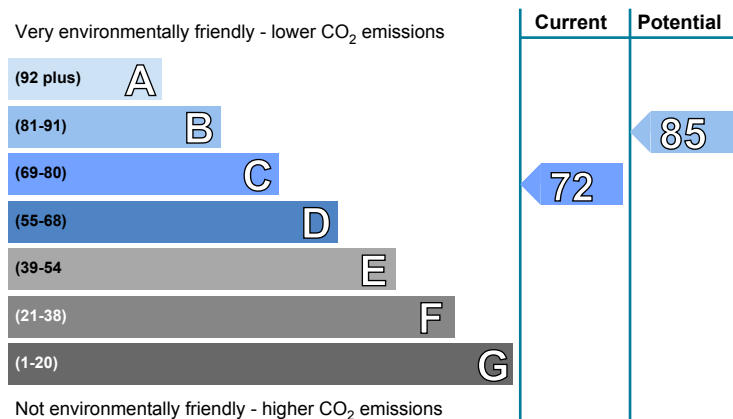 Current Potential
Very environmentally friendly - lower CO2 emissions
(92 plus) A
(81-91) B 85
(69-80) C 72
(55-68) D
(39-54 E
(21-38) F
(1-20) G
Not environmentally friendly - higher CO2 emissions